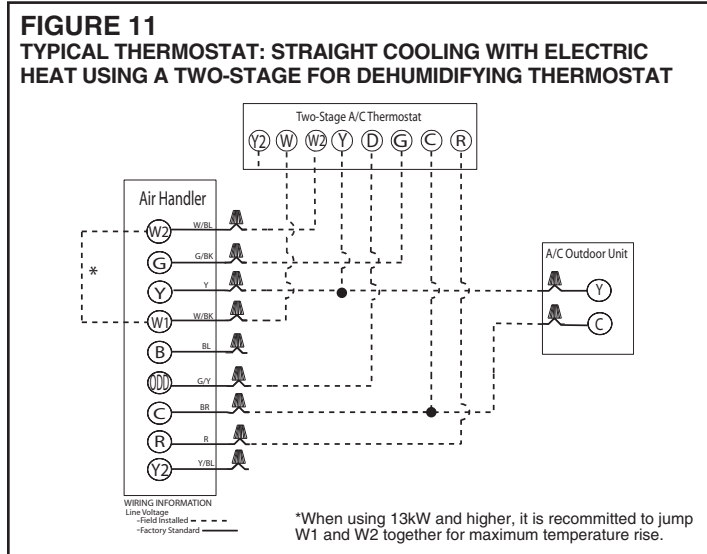 FIGURE 11
TYPICAL THERMOSTAT: STRAIGHT COOLING WITH ELECTRIC
HEAT USING A TWO-STAGE FOR DEHUMIDIFYING THERMOSTAT
Two-Stage A/C Thermostat
Y2 W W2 Y D G C R
Air Handler
W2 W/BL
G G/BK
Y Y
W1 W/BK
B BL
ODD G/Y
C BR
R R
Y2 Y/BL
*
A/C Outdoor Unit
Y
C
WIRING INFORMATION
Line Voltage
-Field Installed
-Factory Standard
*When using 13kW and higher, it is recommitted to jump
W1 and W2 together for maximum temperature rise.